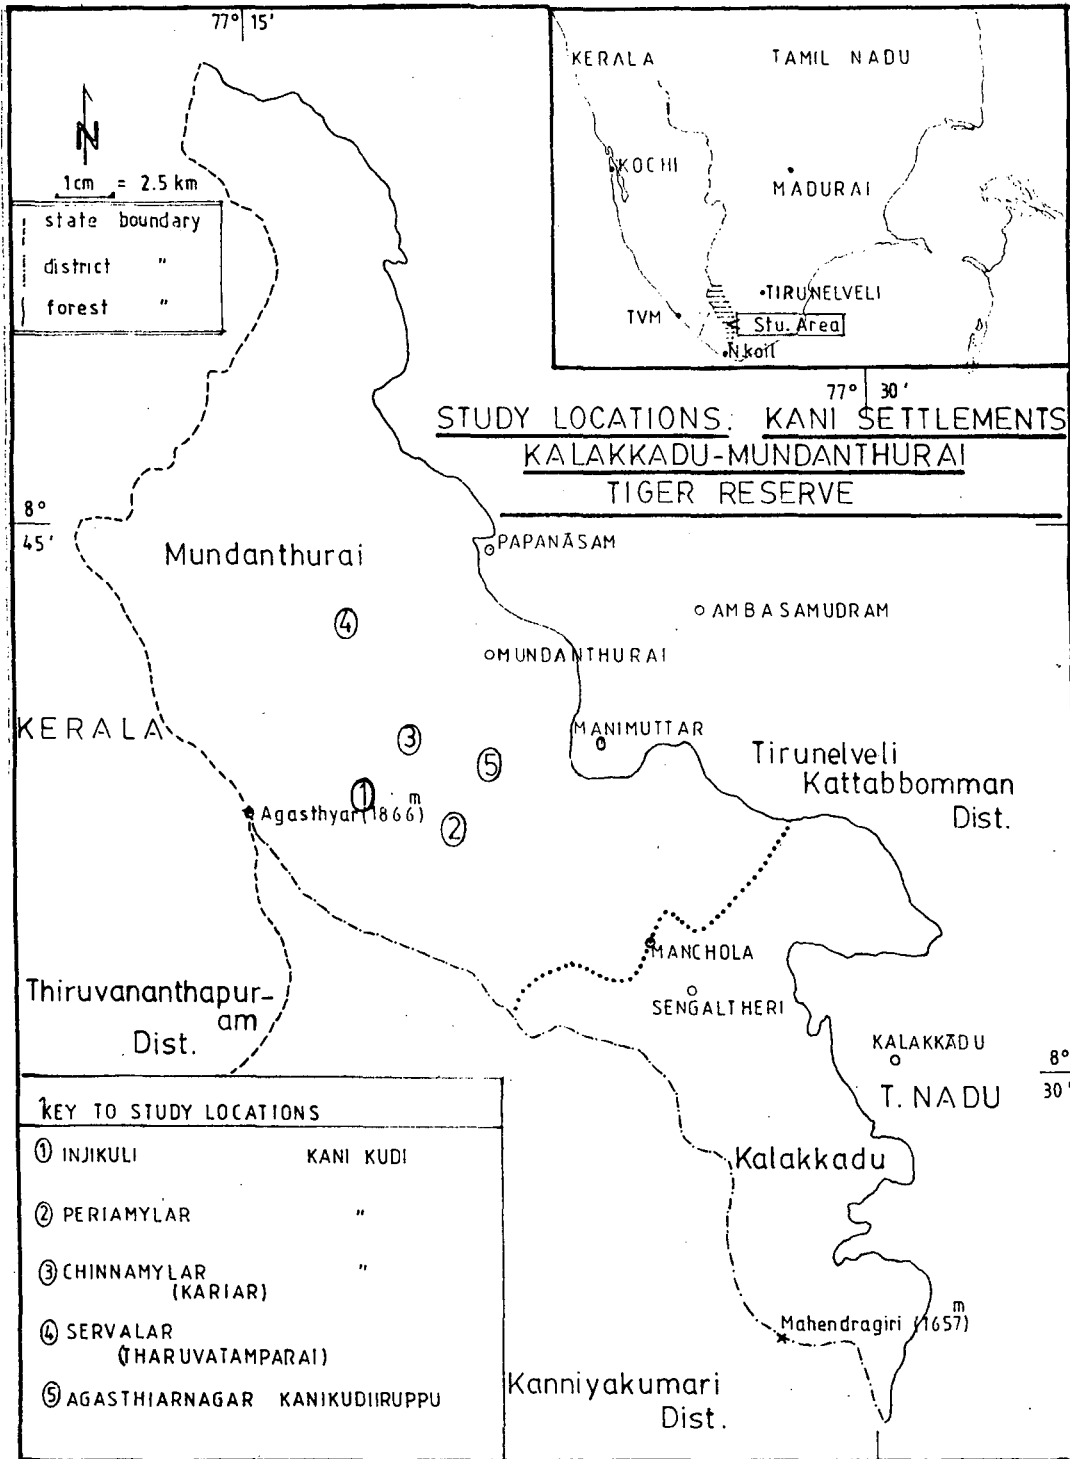 77° 15'
KERALA
TAMIL NADU
KOCHI
MADURAI
TIRUNELVELI
TVM
Stu. Area
N.koil
N
1cm = 2.5 km
state boundary
district "
forest "
77° 30'
STUDY LOCATIONS: KANI SETTLEMENTS
KALAKKADU-MUNDANTHURAI
TIGER RESERVE
8°
45'
Mundanthurai
PAPANĀSAM
AMBASAMUDRAM
4
MUNDANTHURAI
KERALA
3
MANIMUTTAR
5
Tirunelveli
Kattabbomman
Dist.
1
Agasthyar (1866) m
2
MANCHOLA
SENGALTHERI
Thiruvananthapur-
am
Dist.
KALAKKĀDU
8°
30'
T. NADU
Kalakkadu
Mahendragiri (1657) m
Kanniyakumari
Dist.
KEY TO STUDY LOCATIONS
1 INJIKULI KANI KUDI
2 PERIAMYLAR "
3 CHINNAMYLAR "
(KARIAR)
4 SERVALAR
(THARUVATAMPARAI)
5 AGASTHIARNAGAR KANIKUDIIRUPPU